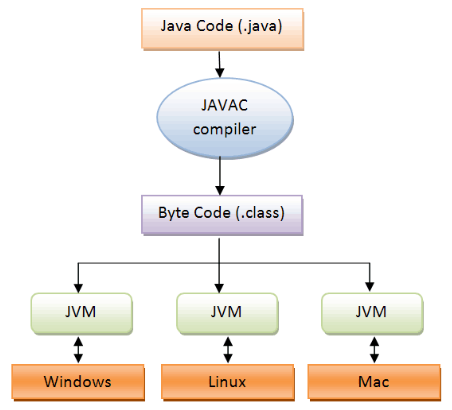 Java Code (.java)
JAVAC
compiler
Byte Code (.class)
JVM
JVM
JVM
Windows
Linux
Mac